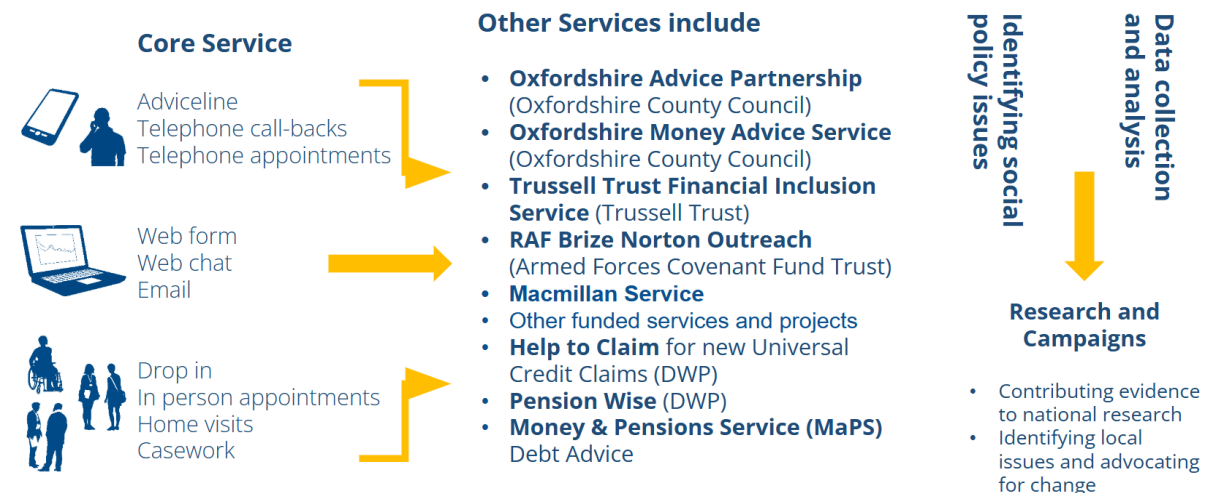 Core Service
Adviceline
Telephone call-backs
Telephone appointments
Web form
Web chat
Email
Drop in
In person appointments
Home visits
Casework
Other Services include
• Oxfordshire Advice Partnership
(Oxfordshire County Council)
• Oxfordshire Money Advice Service
(Oxfordshire County Council)
• Trussell Trust Financial Inclusion
Service (Trussell Trust)
• RAF Brize Norton Outreach
(Armed Forces Covenant Fund Trust)
• Macmillan Service
• Other funded services and projects
• Help to Claim for new Universal
Credit Claims (DWP)
• Pension Wise (DWP)
• Money & Pensions Service (MaPS)
Debt Advice
Identifying social
policy issues
Data collection
and analysis
Research and
Campaigns
• Contributing evidence
to national research
• Identifying local
issues and advocating
for change